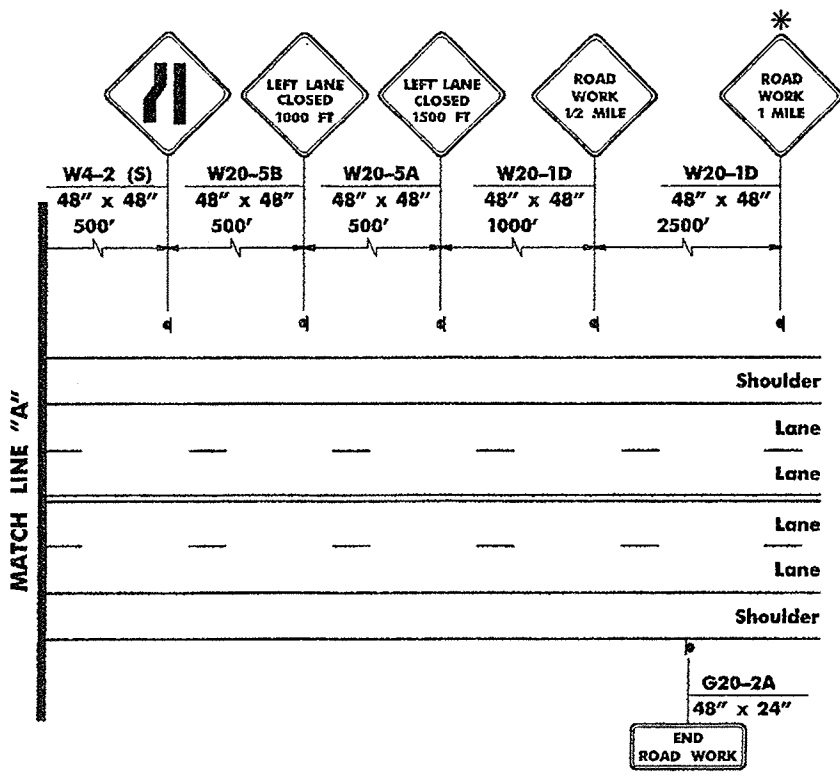 *
LEFT LANE
CLOSED
1000 FT
LEFT LANE
CLOSED
1500 FT
ROAD
WORK
1/2 MILE
ROAD
WORK
1 MILE
W4-2 (S)
48" x 48"
500'
W20-5B
48" x 48"
500'
W20-5A
48" x 48"
500'
W20-1D
48" x 48"
1000'
W20-1D
48" x 48"
2500'
MATCH LINE "A"
Shoulder
Lane
Lane
Lane
Lane
Shoulder
G20-2A
48" x 24"
END
ROAD WORK